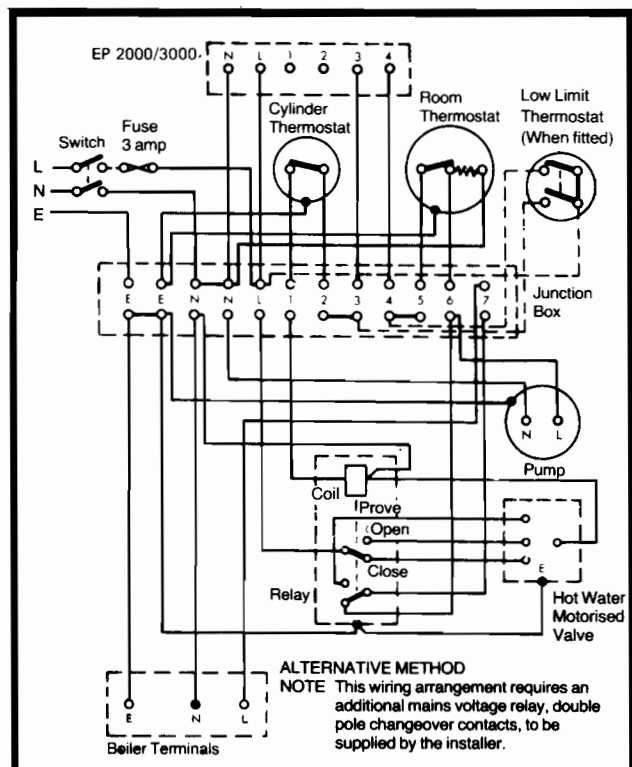 EP 2000/3000
N L 1 2 3 4
Cylinder
Thermostat
Room
Thermostat
Low Limit
Thermostat
(When fitted)
Switch
Fuse
3 amp
L
N
E
E E N N L 1 2 3 4 5 6 7
Junction
Box
N L
Pump
Coil
Prove
Open
Close
Relay
E
Hot Water
Motorised
Valve
E N L
Boiler Terminals
ALTERNATIVE METHOD
NOTE This wiring arrangement requires an
additional mains voltage relay, double
pole changeover contacts, to be
supplied by the installer.